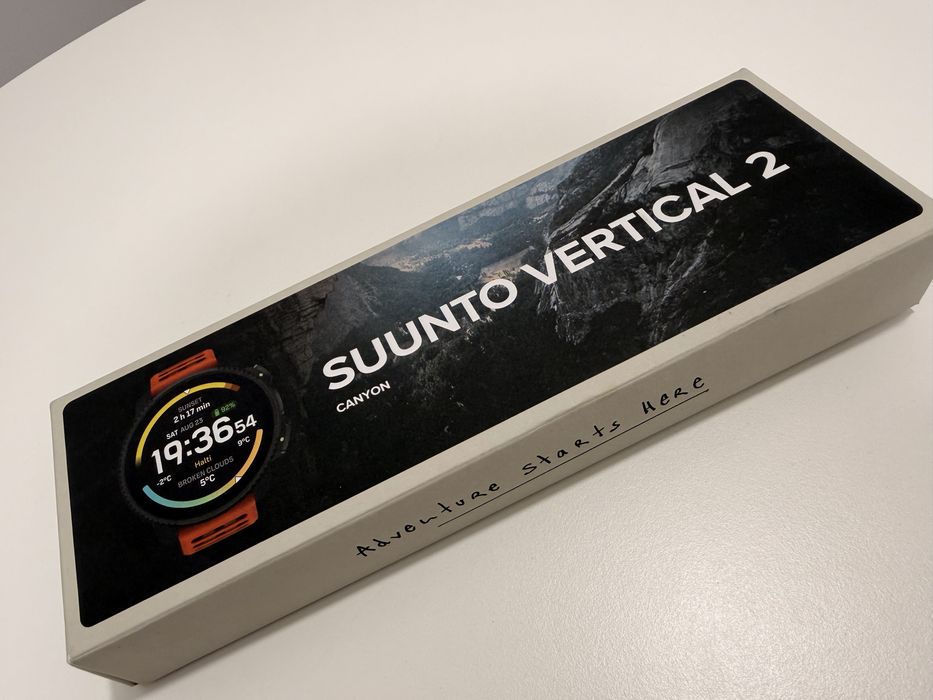 SUUNTO VERTICAL 2
CANYON
SUNSET
2 h 17 min
SAT AUG 23 92%
19:36 54
-2°C Halti 9°C
BROKEN CLOUDS
5°C
Adventure Starts Here